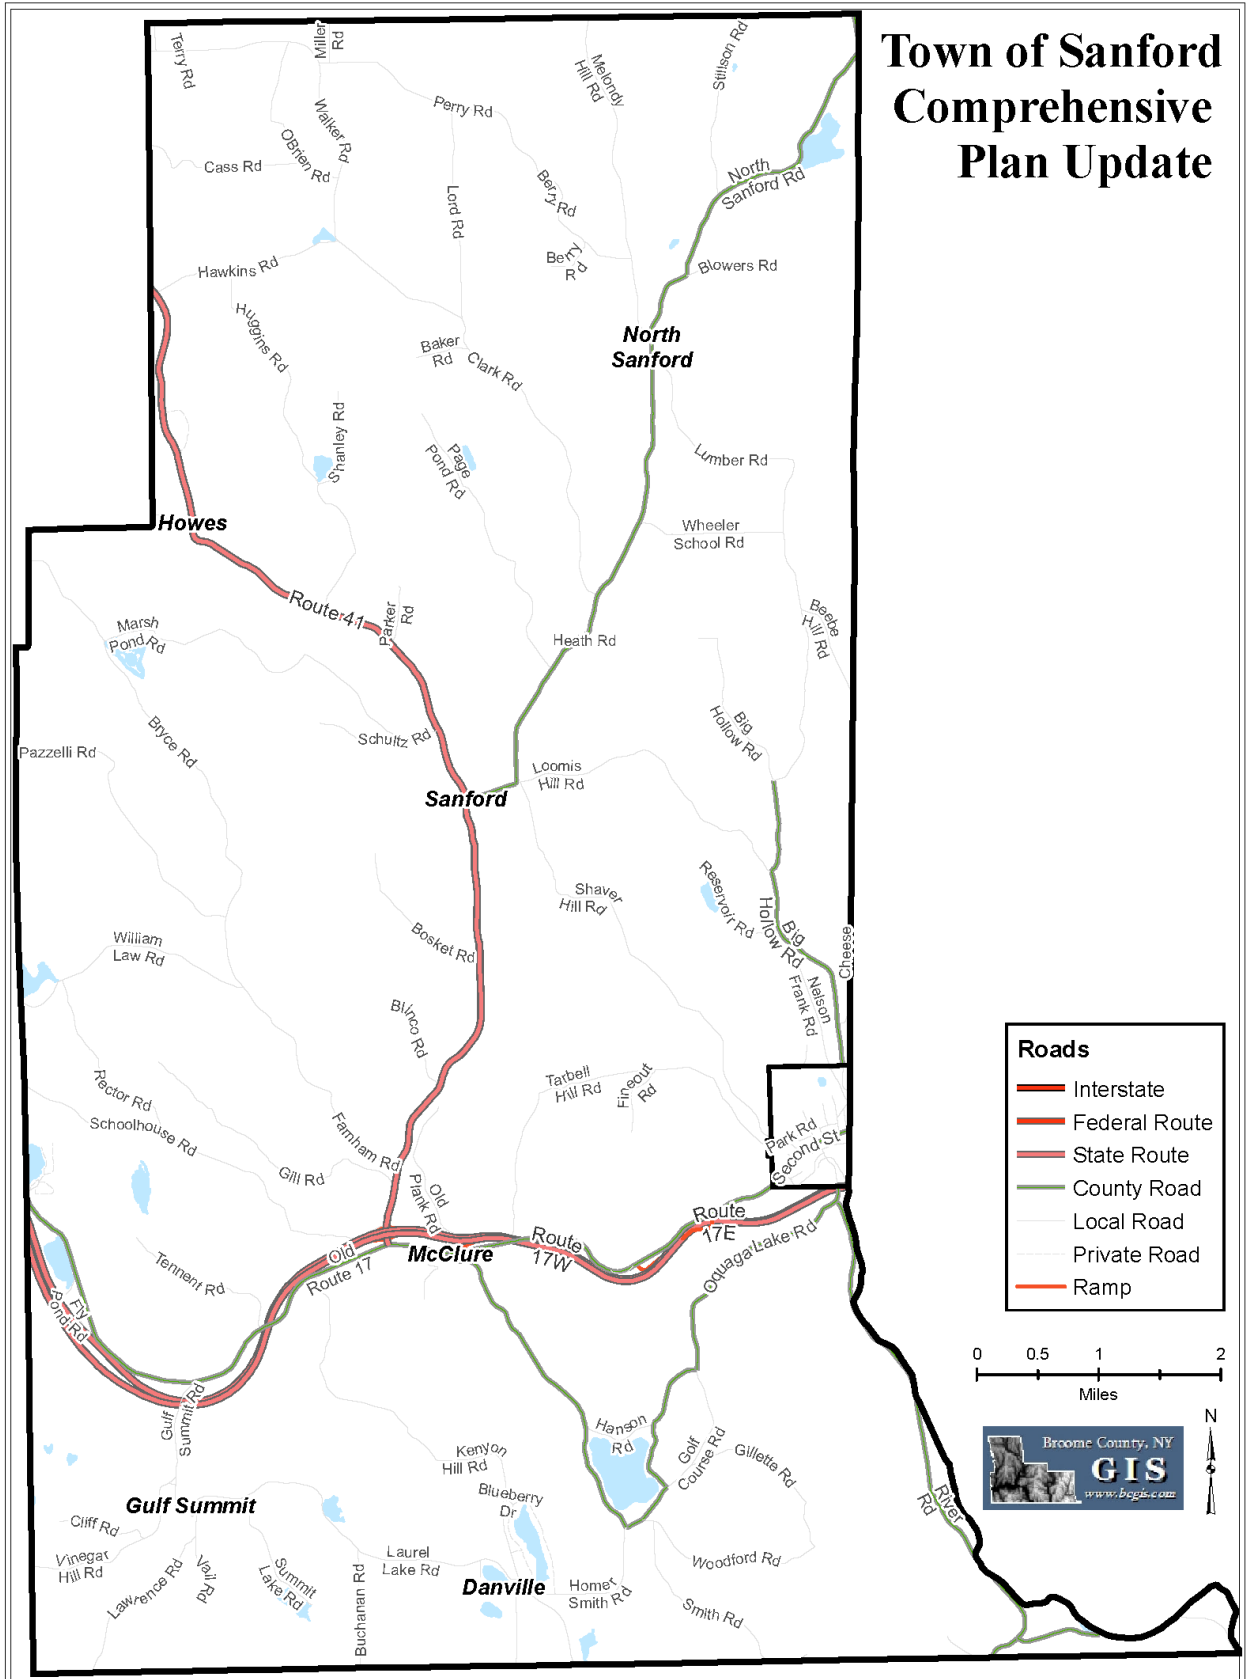 Town of Sanford
Comprehensive
Plan Update
Terry Rd
Miller
Rd
Melondy
Hill Rd
Stillson Rd
Perry Rd
Walker Rd
OBrien Rd
Cass Rd
North
Sanford Rd
Berry Rd
Lord Rd
Berry
Rd
Hawkins Rd
Blowers Rd
Huggins Rd
North
Sanford
Baker
Rd
Clark Rd
Shanley Rd
Page
Pond Rd
Lumber Rd
Howes
Wheeler
School Rd
Route 41
Parker
Rd
Beebe
Hill Rd
Marsh
Pond Rd
Heath Rd
Big
Hollow Rd
Bryce Rd
Schultz Rd
Pazzelli Rd
Loomis
Hill Rd
Sanford
Shaver
Hill Rd
Reservoir Rd
Big
Hollow Rd
Bosket Rd
William
Law Rd
Cheese
Nelson
Frank Rd
Blinco Rd
Tarbell
Hill Rd
Fineout
Rd
Rector Rd
Schoolhouse Rd
Farnham Rd
Park Rd
Second St
Gill Rd
Old
Plank Rd
Route
17E
Route
17W
Old
Route 17
McClure
Oquaga Lake Rd
Tennent Rd
Fly
Pond Rd
Gulf
Summit Rd
Hanson
Rd
Golf
Course Rd
Gillette Rd
Kenyon
Hill Rd
Blueberry
Dr
Gulf Summit
River
Rd
Cliff Rd
Vinegar
Hill Rd
Lawrence Rd
Vail Rd
Summit
Lake Rd
Buchanan Rd
Laurel
Lake Rd
Danville
Homer
Smith Rd
Woodford Rd
Smith Rd
Roads
Interstate
Federal Route
State Route
County Road
Local Road
Private Road
Ramp
0 0.5 1 2
Miles
N
Broome County, NY
GIS
www.bcgis.com